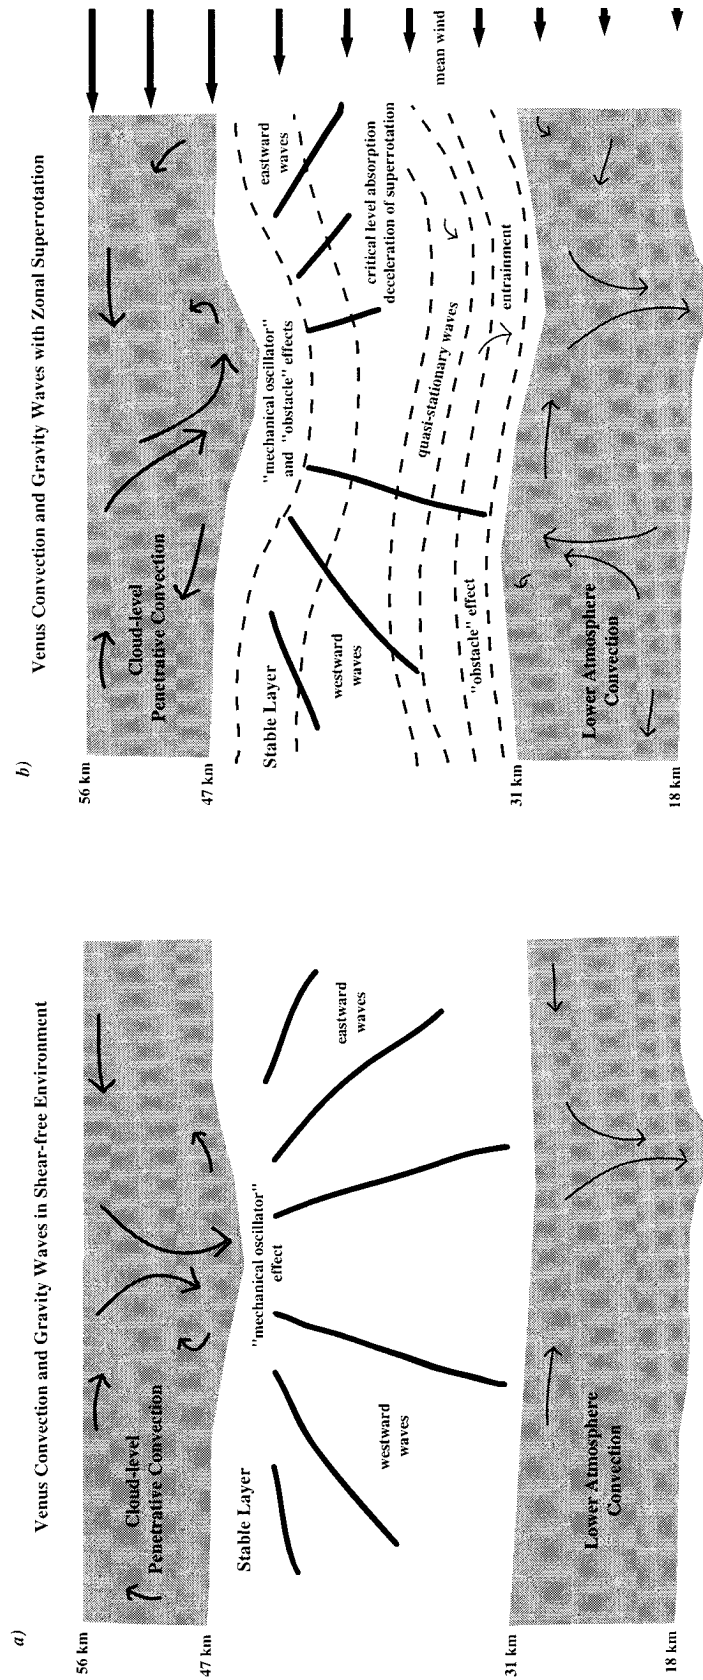 a)
Venus Convection and Gravity Waves in Shear-free Environment
56 km
Cloud-level
Penetrative Convection
47 km
Stable Layer
"mechanical oscillator"
effect
eastward
waves
westward
waves
31 km
Lower Atmosphere
Convection
18 km
b)
Venus Convection and Gravity Waves with Zonal Superrotation
56 km
Cloud-level
Penetrative Convection
47 km
Stable Layer
"mechanical oscillator"
and "obstacle" effects
eastward
waves
westward
waves
critical level absorption
deceleration of superrotation
mean wind
quasi-stationary waves
"obstacle" effect
entrainment
31 km
Lower Atmosphere
Convection
18 km